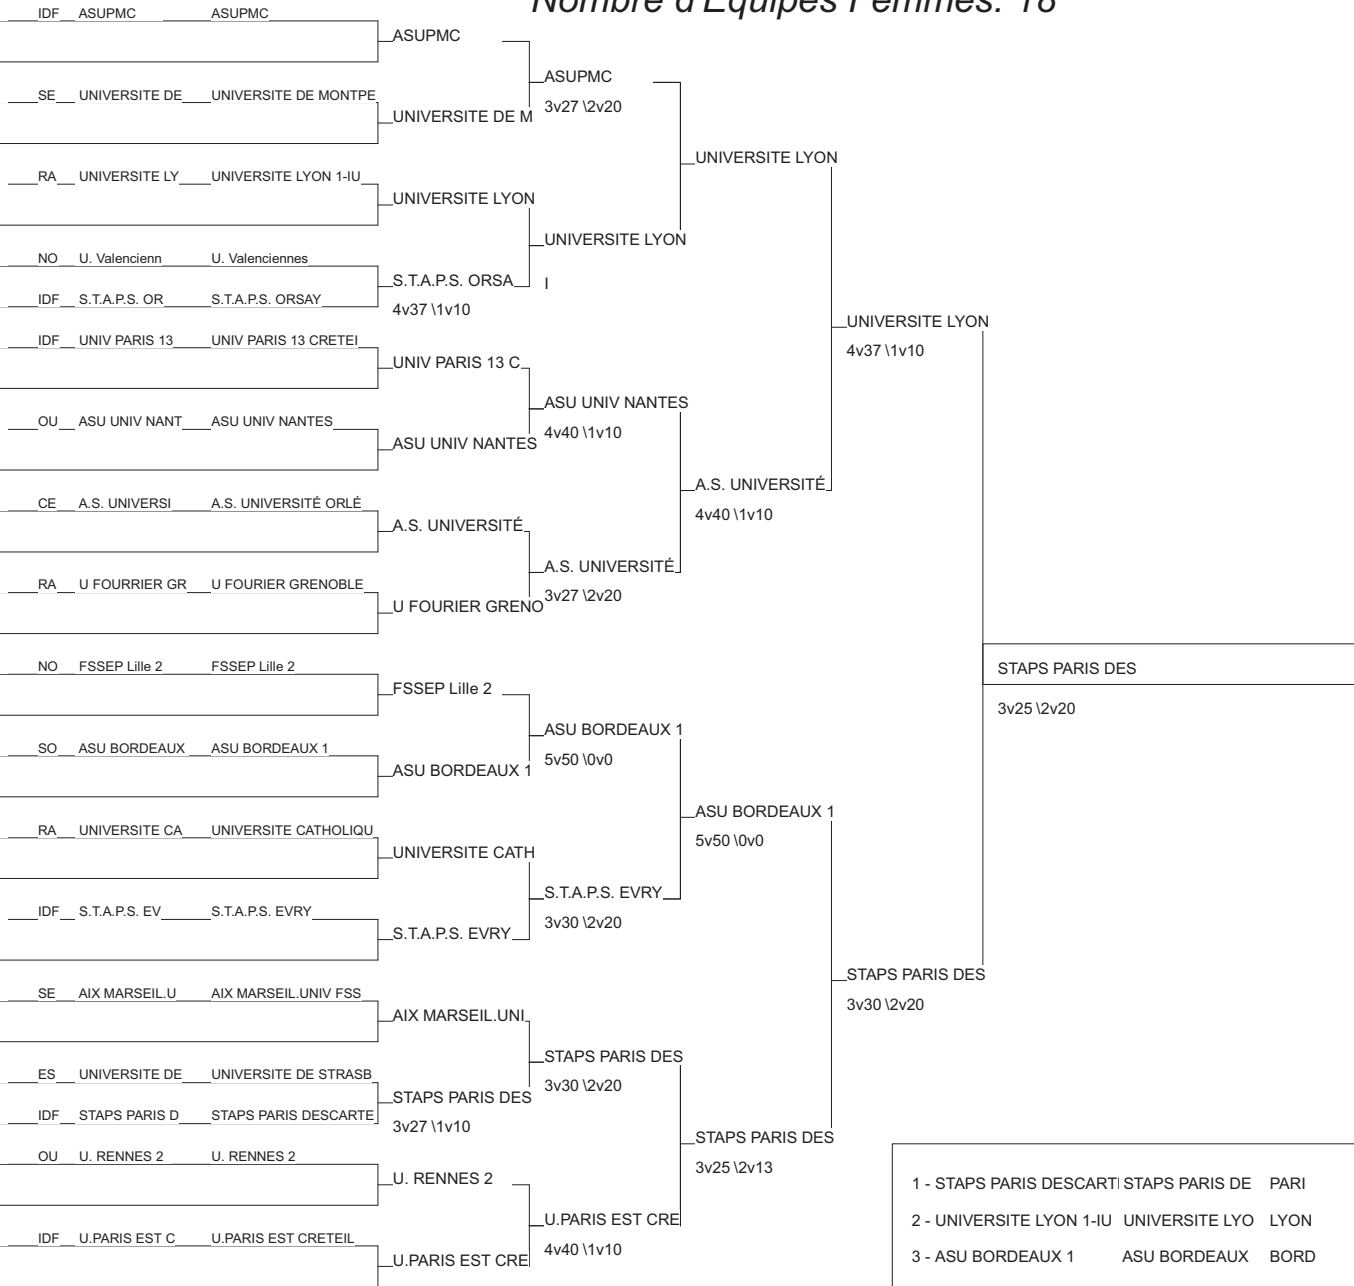 Nombre d'Equipes Femmes: 18
IDF ASUPMC ASUPMC
SE UNIVERSITE DE UNIVERSITE DE MONTPE
RA UNIVERSITE LY UNIVERSITE LYON 1-IU
NO U. Valencienn U. Valenciennes
IDF S.T.A.P.S. OR S.T.A.P.S. ORSAY
IDF UNIV PARIS 13 UNIV PARIS 13 CRETEI
OU ASU UNIV NANT ASU UNIV NANTES
CE A.S. UNIVERSI A.S. UNIVERSITÉ ORLÉ
RA U FOURRIER GR U FOURIER GRENOBLE
NO FSSEP Lille 2 FSSEP Lille 2
SO ASU BORDEAUX ASU BORDEAUX 1
RA UNIVERSITE CA UNIVERSITE CATHOLIQU
IDF S.T.A.P.S. EV S.T.A.P.S. EVRY
SE AIX MARSEIL.U AIX MARSEIL.UNIV FSS
ES UNIVERSITE DE UNIVERSITE DE STRASB
IDF STAPS PARIS D STAPS PARIS DESCARTE
OU U. RENNES 2 U. RENNES 2
IDF U.PARIS EST C U.PARIS EST CRETEIL
ASUPMC
UNIVERSITE DE M
UNIVERSITE LYON
S.T.A.P.S. ORSA
4v37 \1v10
UNIV PARIS 13 C
ASU UNIV NANTES
A.S. UNIVERSITÉ
U FOURIER GRENO
FSSEP Lille 2
ASU BORDEAUX 1
UNIVERSITE CATH
S.T.A.P.S. EVRY
AIX MARSEIL.UNI
STAPS PARIS DES
3v27 \1v10
U. RENNES 2
U.PARIS EST CRE
ASUPMC
3v27 \2v20
UNIVERSITE LYON
I
ASU UNIV NANTES
4v40 \1v10
A.S. UNIVERSITÉ
3v27 \2v20
ASU BORDEAUX 1
5v50 \0v0
S.T.A.P.S. EVRY
3v30 \2v20
STAPS PARIS DES
3v30 \2v20
U.PARIS EST CRE
4v40 \1v10
UNIVERSITE LYON
A.S. UNIVERSITÉ
4v40 \1v10
ASU BORDEAUX 1
5v50 \0v0
STAPS PARIS DES
3v25 \2v13
UNIVERSITE LYON
4v37 \1v10
STAPS PARIS DES
3v30 \2v20
STAPS PARIS DES
3v25 \2v20
1 - STAPS PARIS DESCARTI STAPS PARIS DE PARI
2 - UNIVERSITE LYON 1-IU UNIVERSITE LYO LYON
3 - ASU BORDEAUX 1 ASU BORDEAUX BORD